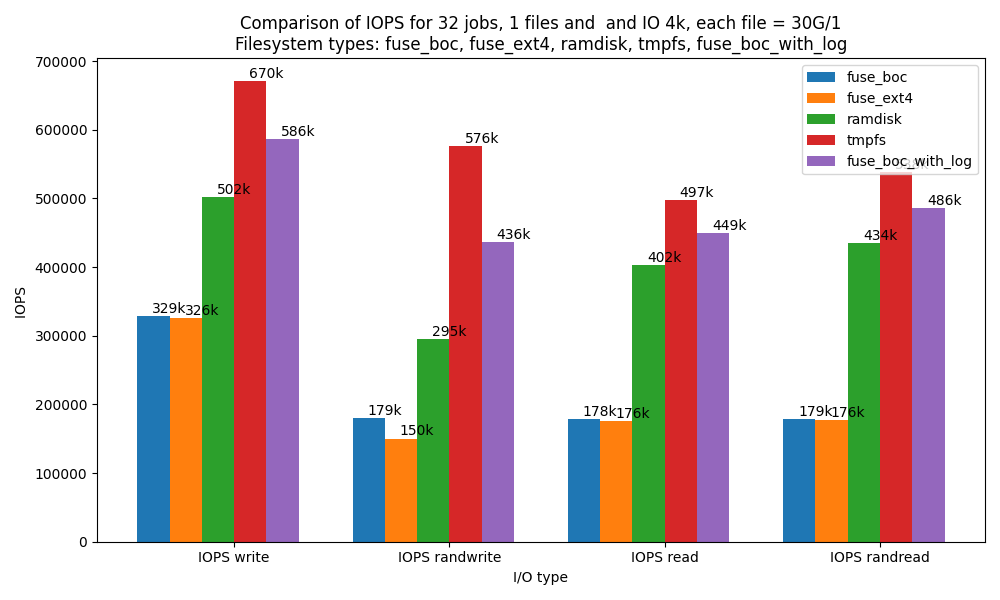 Comparison of IOPS for 32 jobs, 1 files and  and IO 4k, each file = 30G/1
Filesystem types: fuse_boc, fuse_ext4, ramdisk, tmpfs, fuse_boc_with_log
700000
600000
500000
400000
300000
200000
100000
0
IOPS
fuse_boc
fuse_ext4
ramdisk
tmpfs
fuse_boc_with_log
329k
326k
502k
670k
586k
179k
150k
295k
576k
436k
178k
176k
402k
497k
449k
179k
176k
434k
486k
IOPS write
IOPS randwrite
IOPS read
IOPS randread
I/O type